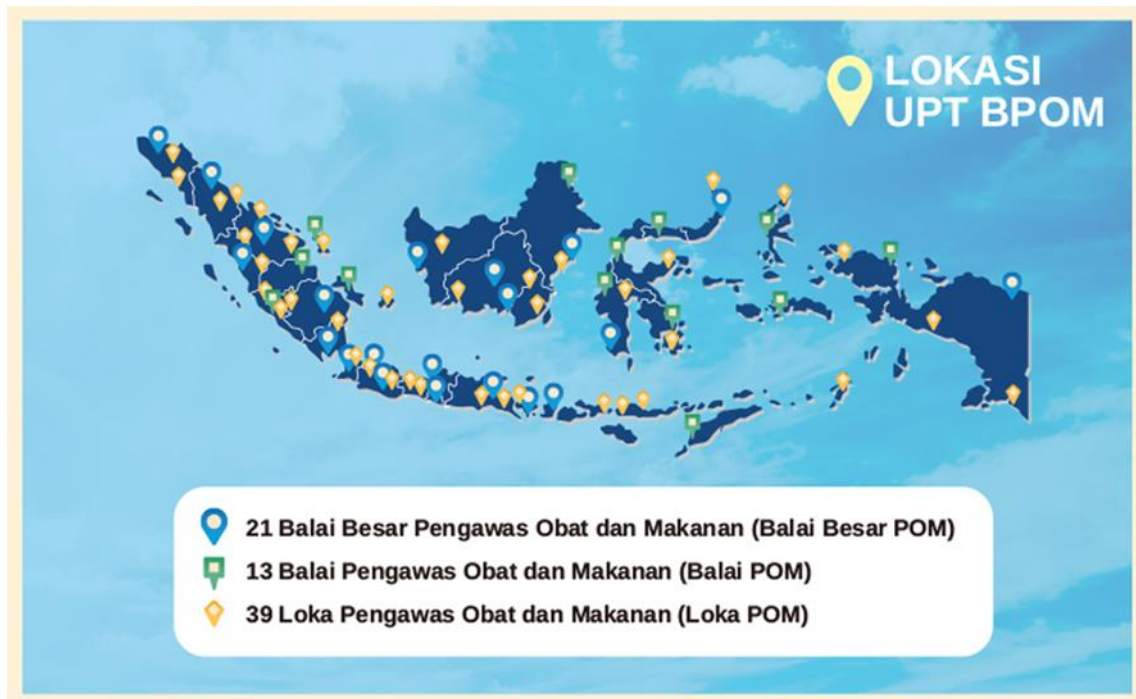 LOKASI
UPT BPOM
21 Balai Besar Pengawas Obat dan Makanan (Balai Besar POM)
13 Balai Pengawas Obat dan Makanan (Balai POM)
39 Loka Pengawas Obat dan Makanan (Loka POM)